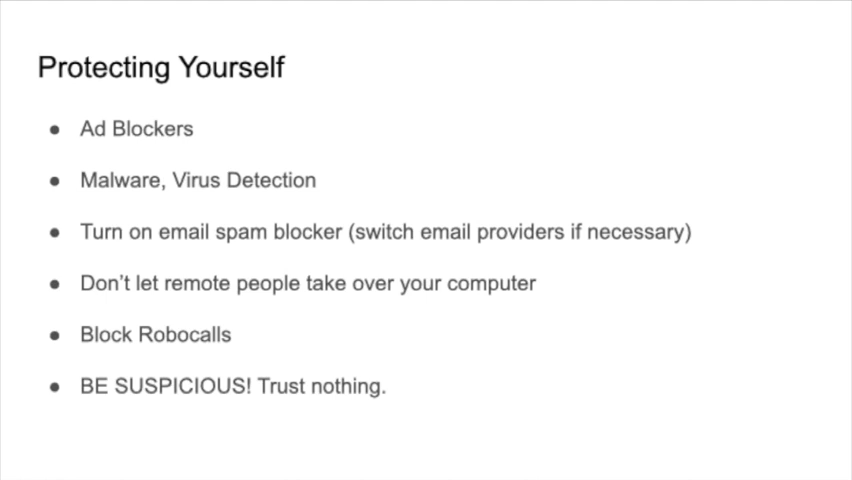 Protecting Yourself
● Ad Blockers
● Malware, Virus Detection
● Turn on email spam blocker (switch email providers if necessary)
● Don’t let remote people take over your computer
● Block Robocalls
● BE SUSPICIOUS! Trust nothing.